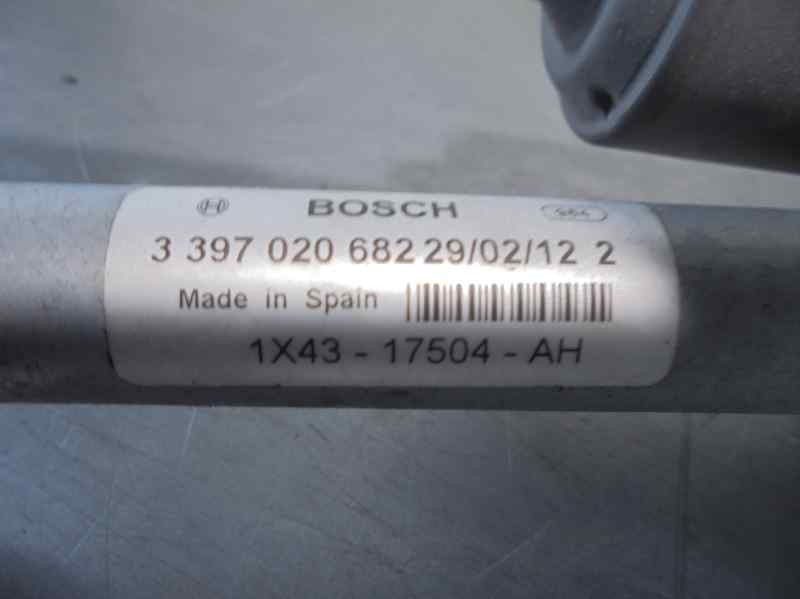 BOSCH
3 397 020 682 29/02/12 2
Made in Spain
1X43 - 17504 - AH